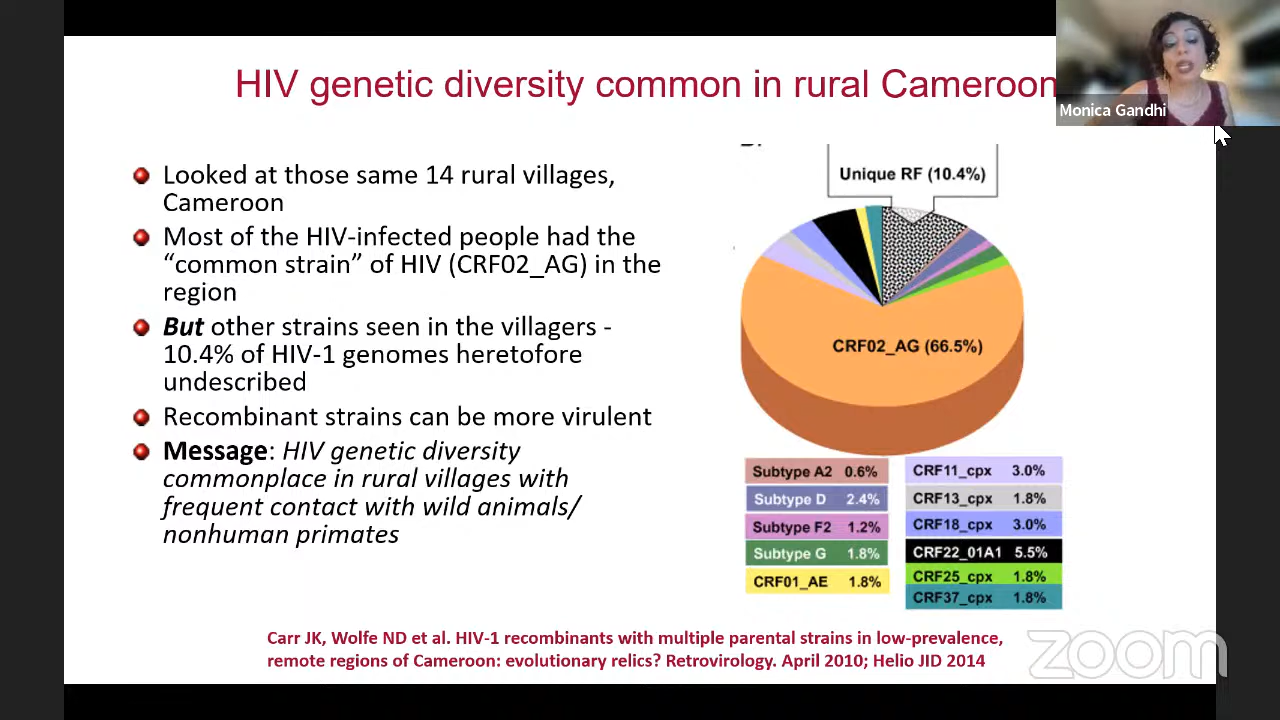 HIV genetic diversity common in rural Cameroon
Monica Gandhi
Looked at those same 14 rural villages,
Cameroon
Most of the HIV-infected people had the
“common strain” of HIV (CRF02_AG) in the
region
But other strains seen in the villagers -
10.4% of HIV-1 genomes heretofore
undescribed
Recombinant strains can be more virulent
Message: HIV genetic diversity
commonplace in rural villages with
frequent contact with wild animals/
nonhuman primates
Unique RF (10.4%)
CRF02_AG (66.5%)
Subtype A2 0.6%
Subtype D 2.4%
Subtype F2 1.2%
Subtype G 1.8%
CRF01_AE 1.8%
CRF11_cpx 3.0%
CRF13_cpx 1.8%
CRF18_cpx 3.0%
CRF22_01A1 5.5%
CRF25_cpx 1.8%
CRF37_cpx 1.8%
Carr JK, Wolfe ND et al. HIV-1 recombinants with multiple parental strains in low-prevalence,
remote regions of Cameroon: evolutionary relics? Retrovirology. April 2010; Helio JID 2014
zoom